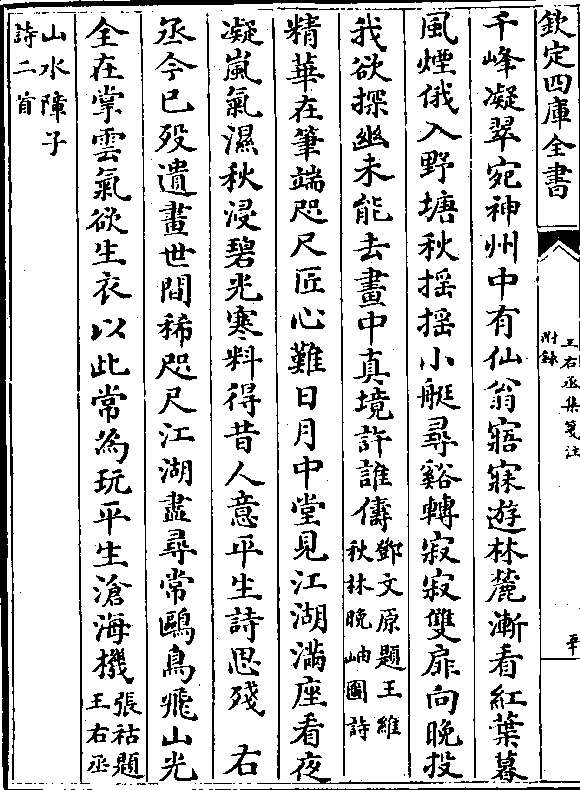 欽定四庫全書
王右丞集箋注
附錄
千峰凝翠宛神州中有仙翁寤寐遊林麓漸看紅葉暮
風煙俄入野塘秋搖搖小艇尋谿轉寂寂雙扉向晚投
我欲探幽未能去畫中真境許誰儔鄧文原題王維
秋林晚岫圖詩
精華在筆端咫尺匠心難日月中堂見江湖滿座看夜
凝嵐氣濕秋浸碧光寒料得昔人意平生詩思殘 右
丞今已歿遺畫世間稀咫尺江湖盡尋常鷗鳥飛山光
全在掌雲氣欲生衣以此常為玩平生滄海機張祜題
王右丞
山水障子
詩二首